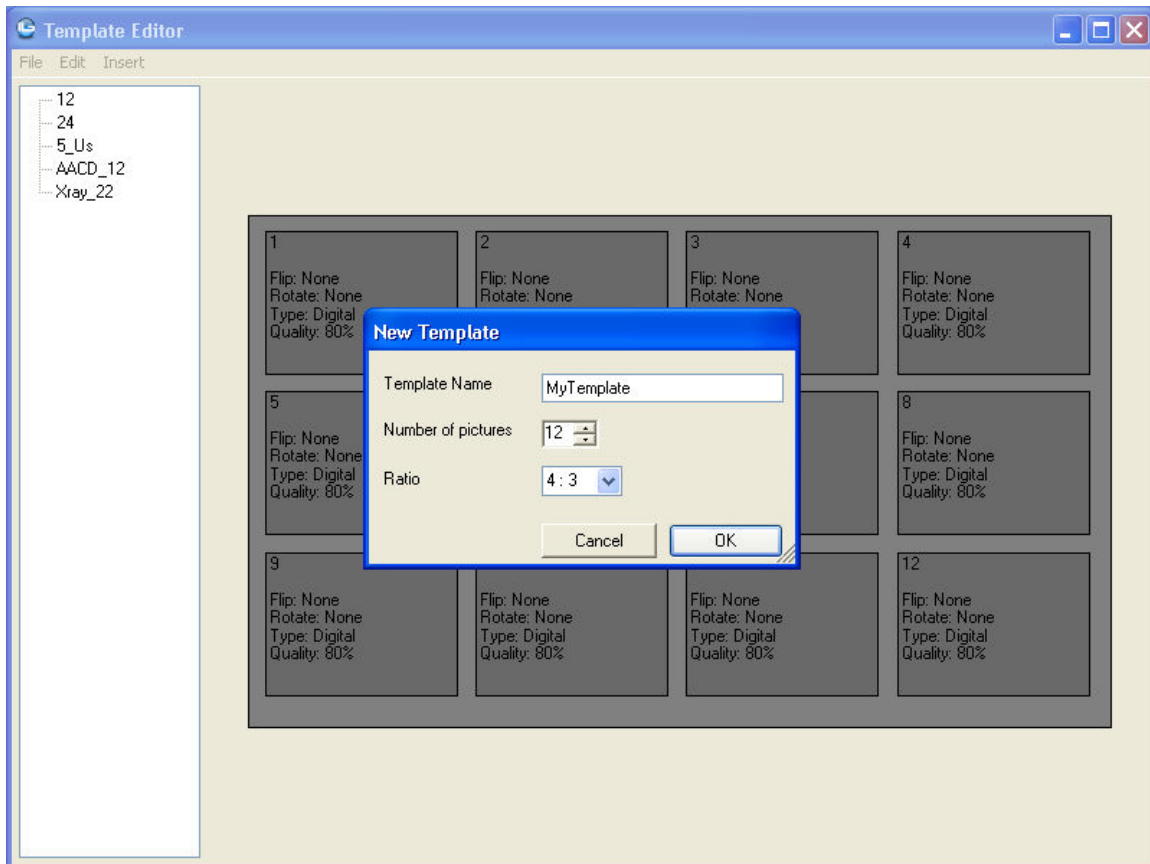 Template Editor
File Edit Insert
12
24
5_Us
AACD_12
Xray_22
1
Flip: None
Rotate: None
Type: Digital
Quality: 80%
2
Flip: None
Rotate: None
3
Flip: None
Rotate: None
4
Flip: None
Rotate: None
Type: Digital
Quality: 80%
New Template
Template Name
MyTemplate
Number of pictures
12
Ratio
4 : 3
Cancel
OK
5
Flip: None
Rotate: None
Type: Digital
Quality: 80%
8
Flip: None
Rotate: None
Type: Digital
Quality: 80%
9
Flip: None
Rotate: None
Type: Digital
Quality: 80%
Flip: None
Rotate: None
Type: Digital
Quality: 80%
Flip: None
Rotate: None
Type: Digital
Quality: 80%
12
Flip: None
Rotate: None
Type: Digital
Quality: 80%